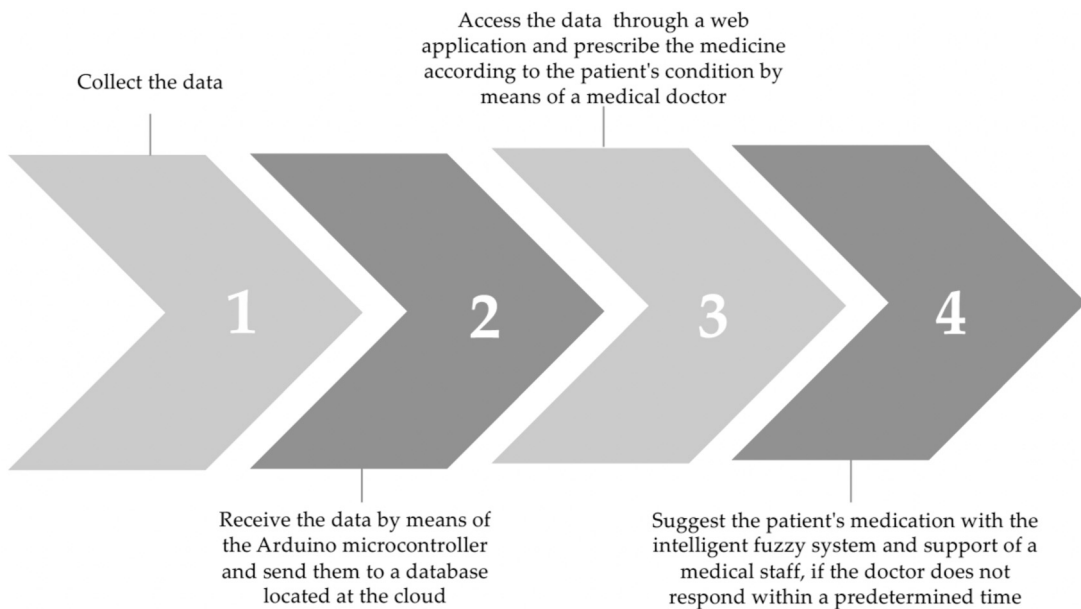 Collect the data
Access the data through a web
application and prescribe the medicine
according to the patient's condition by
means of a medical doctor
1
2
3
4
Receive the data by means of
the Arduino microcontroller
and send them to a database
located at the cloud
Suggest the patient's medication with the
intelligent fuzzy system and support of a
medical staff, if the doctor does not
respond within a predetermined time